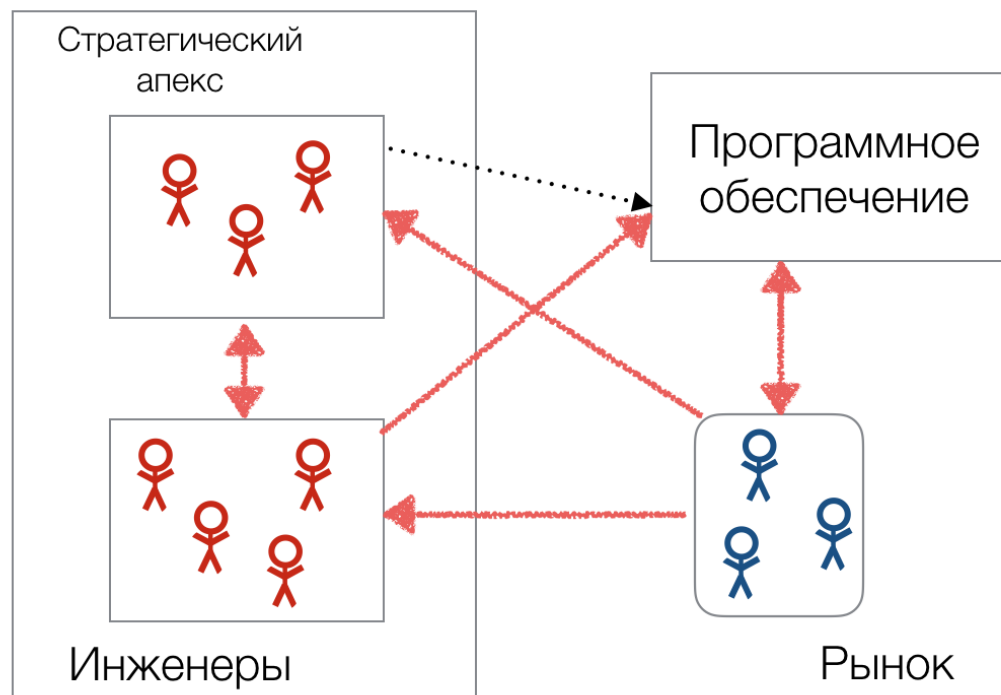 Стратегический
апекс
Программное
обеспечение
Инженеры
Рынок